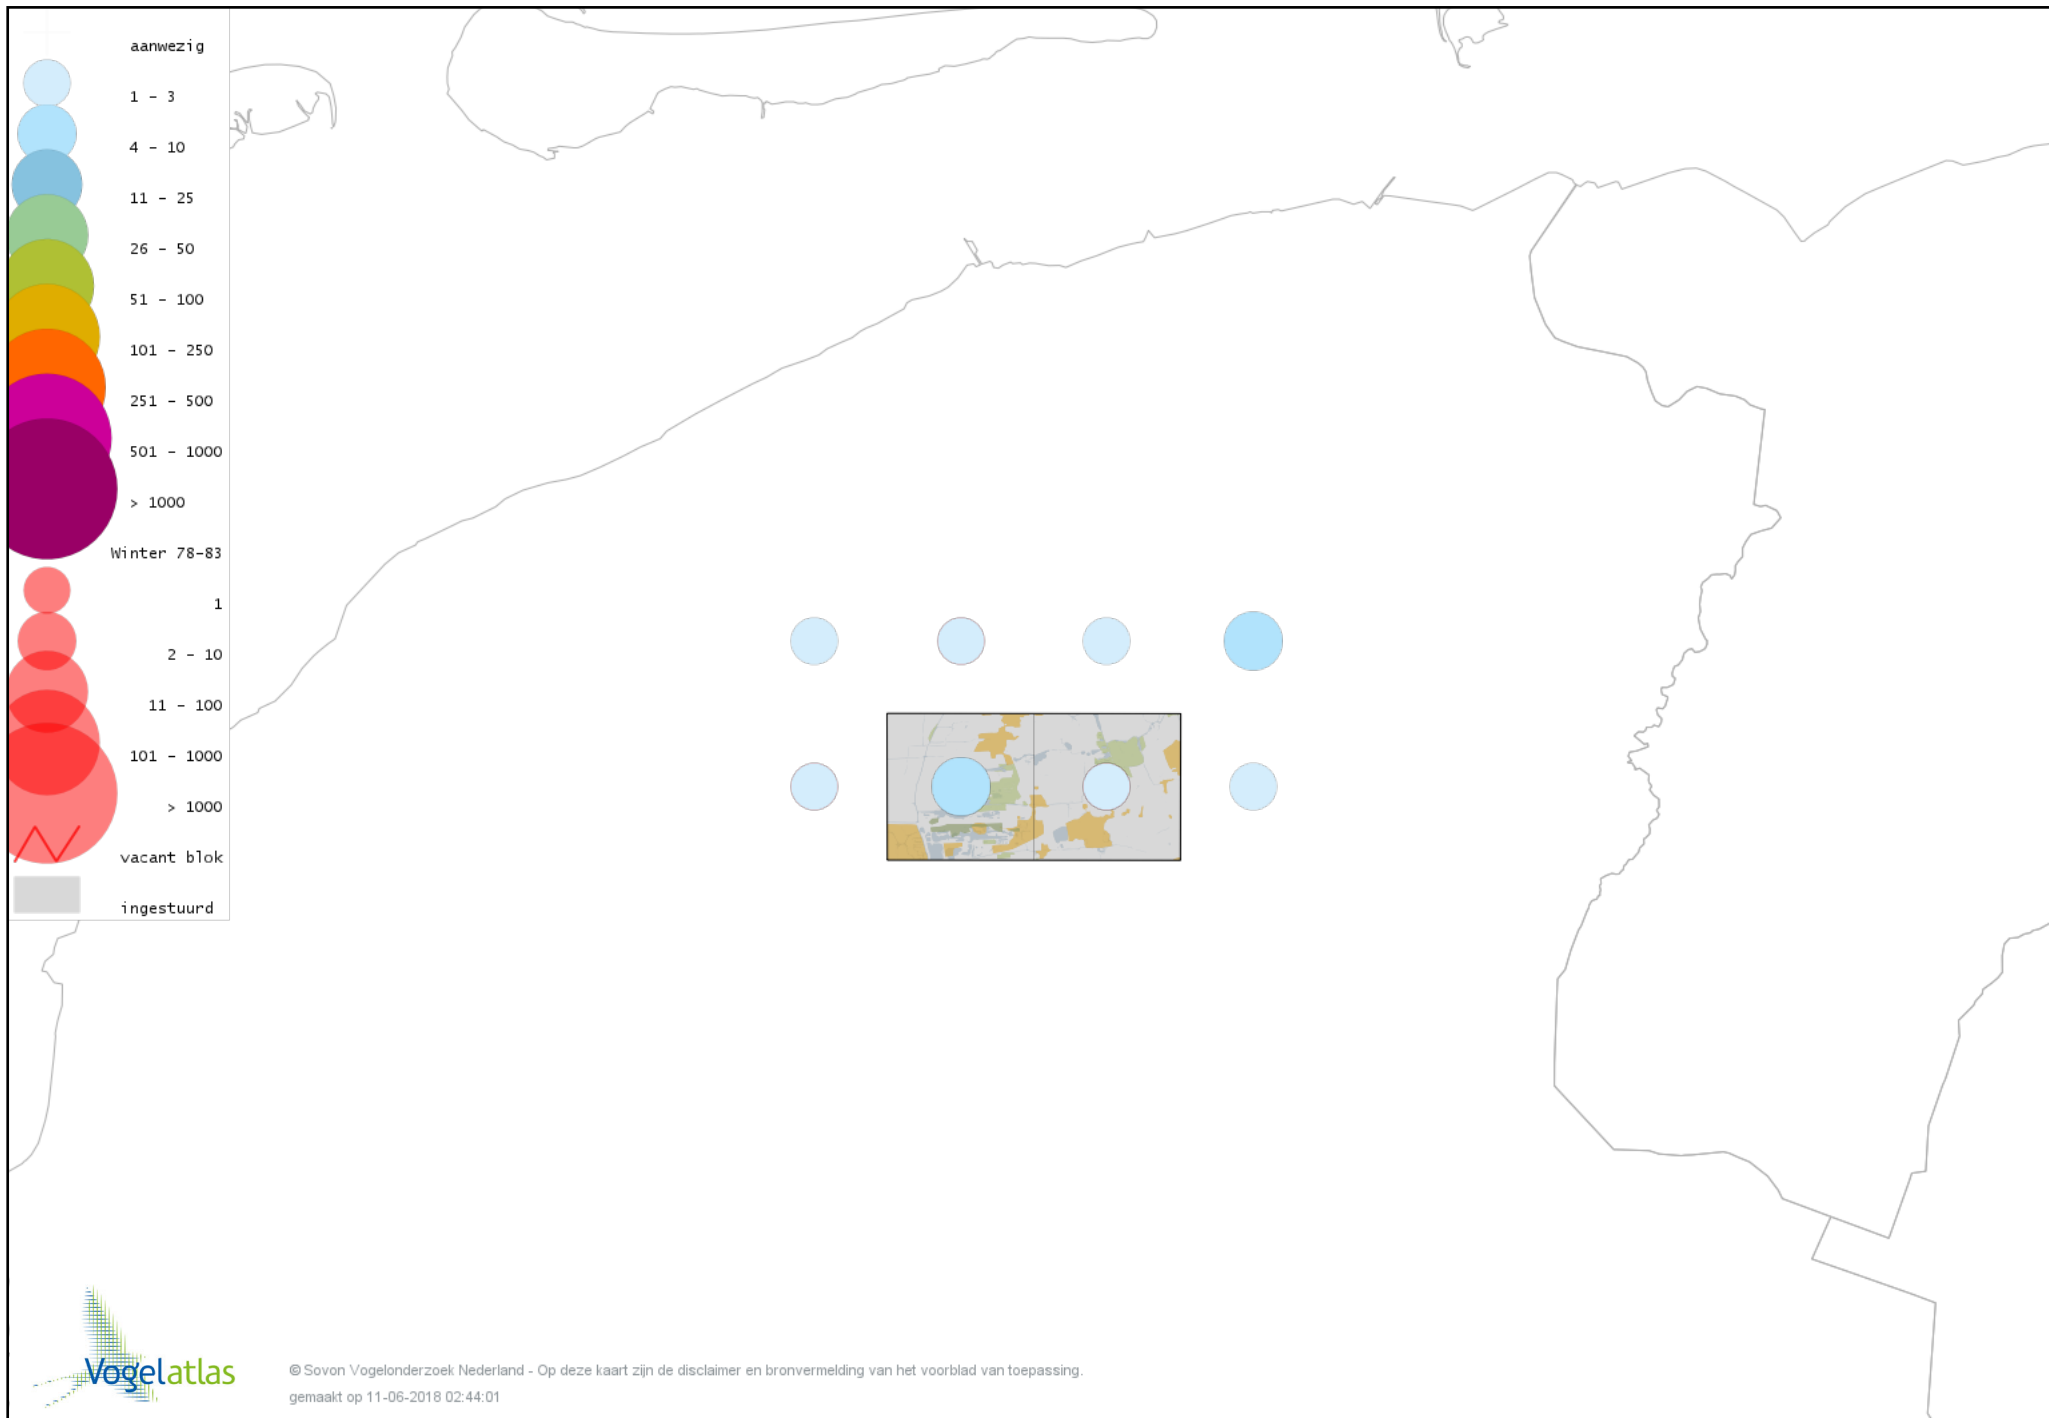 aanwezig
1 - 3
4 - 10
11 - 25
26 - 50
51 - 100
101 - 250
251 - 500
501 - 1000
> 1000
Winter 78-83
1
2 - 10
11 - 100
101 - 1000
> 1000
vacant blok
ingestuurd
Vogelatlas
© Sovon Vogelonderzoek Nederland - Op deze kaart zijn de disclaimer en bronvermelding van het voorblad van toepassing.
gemaakt op 11-06-2018 02:44:01